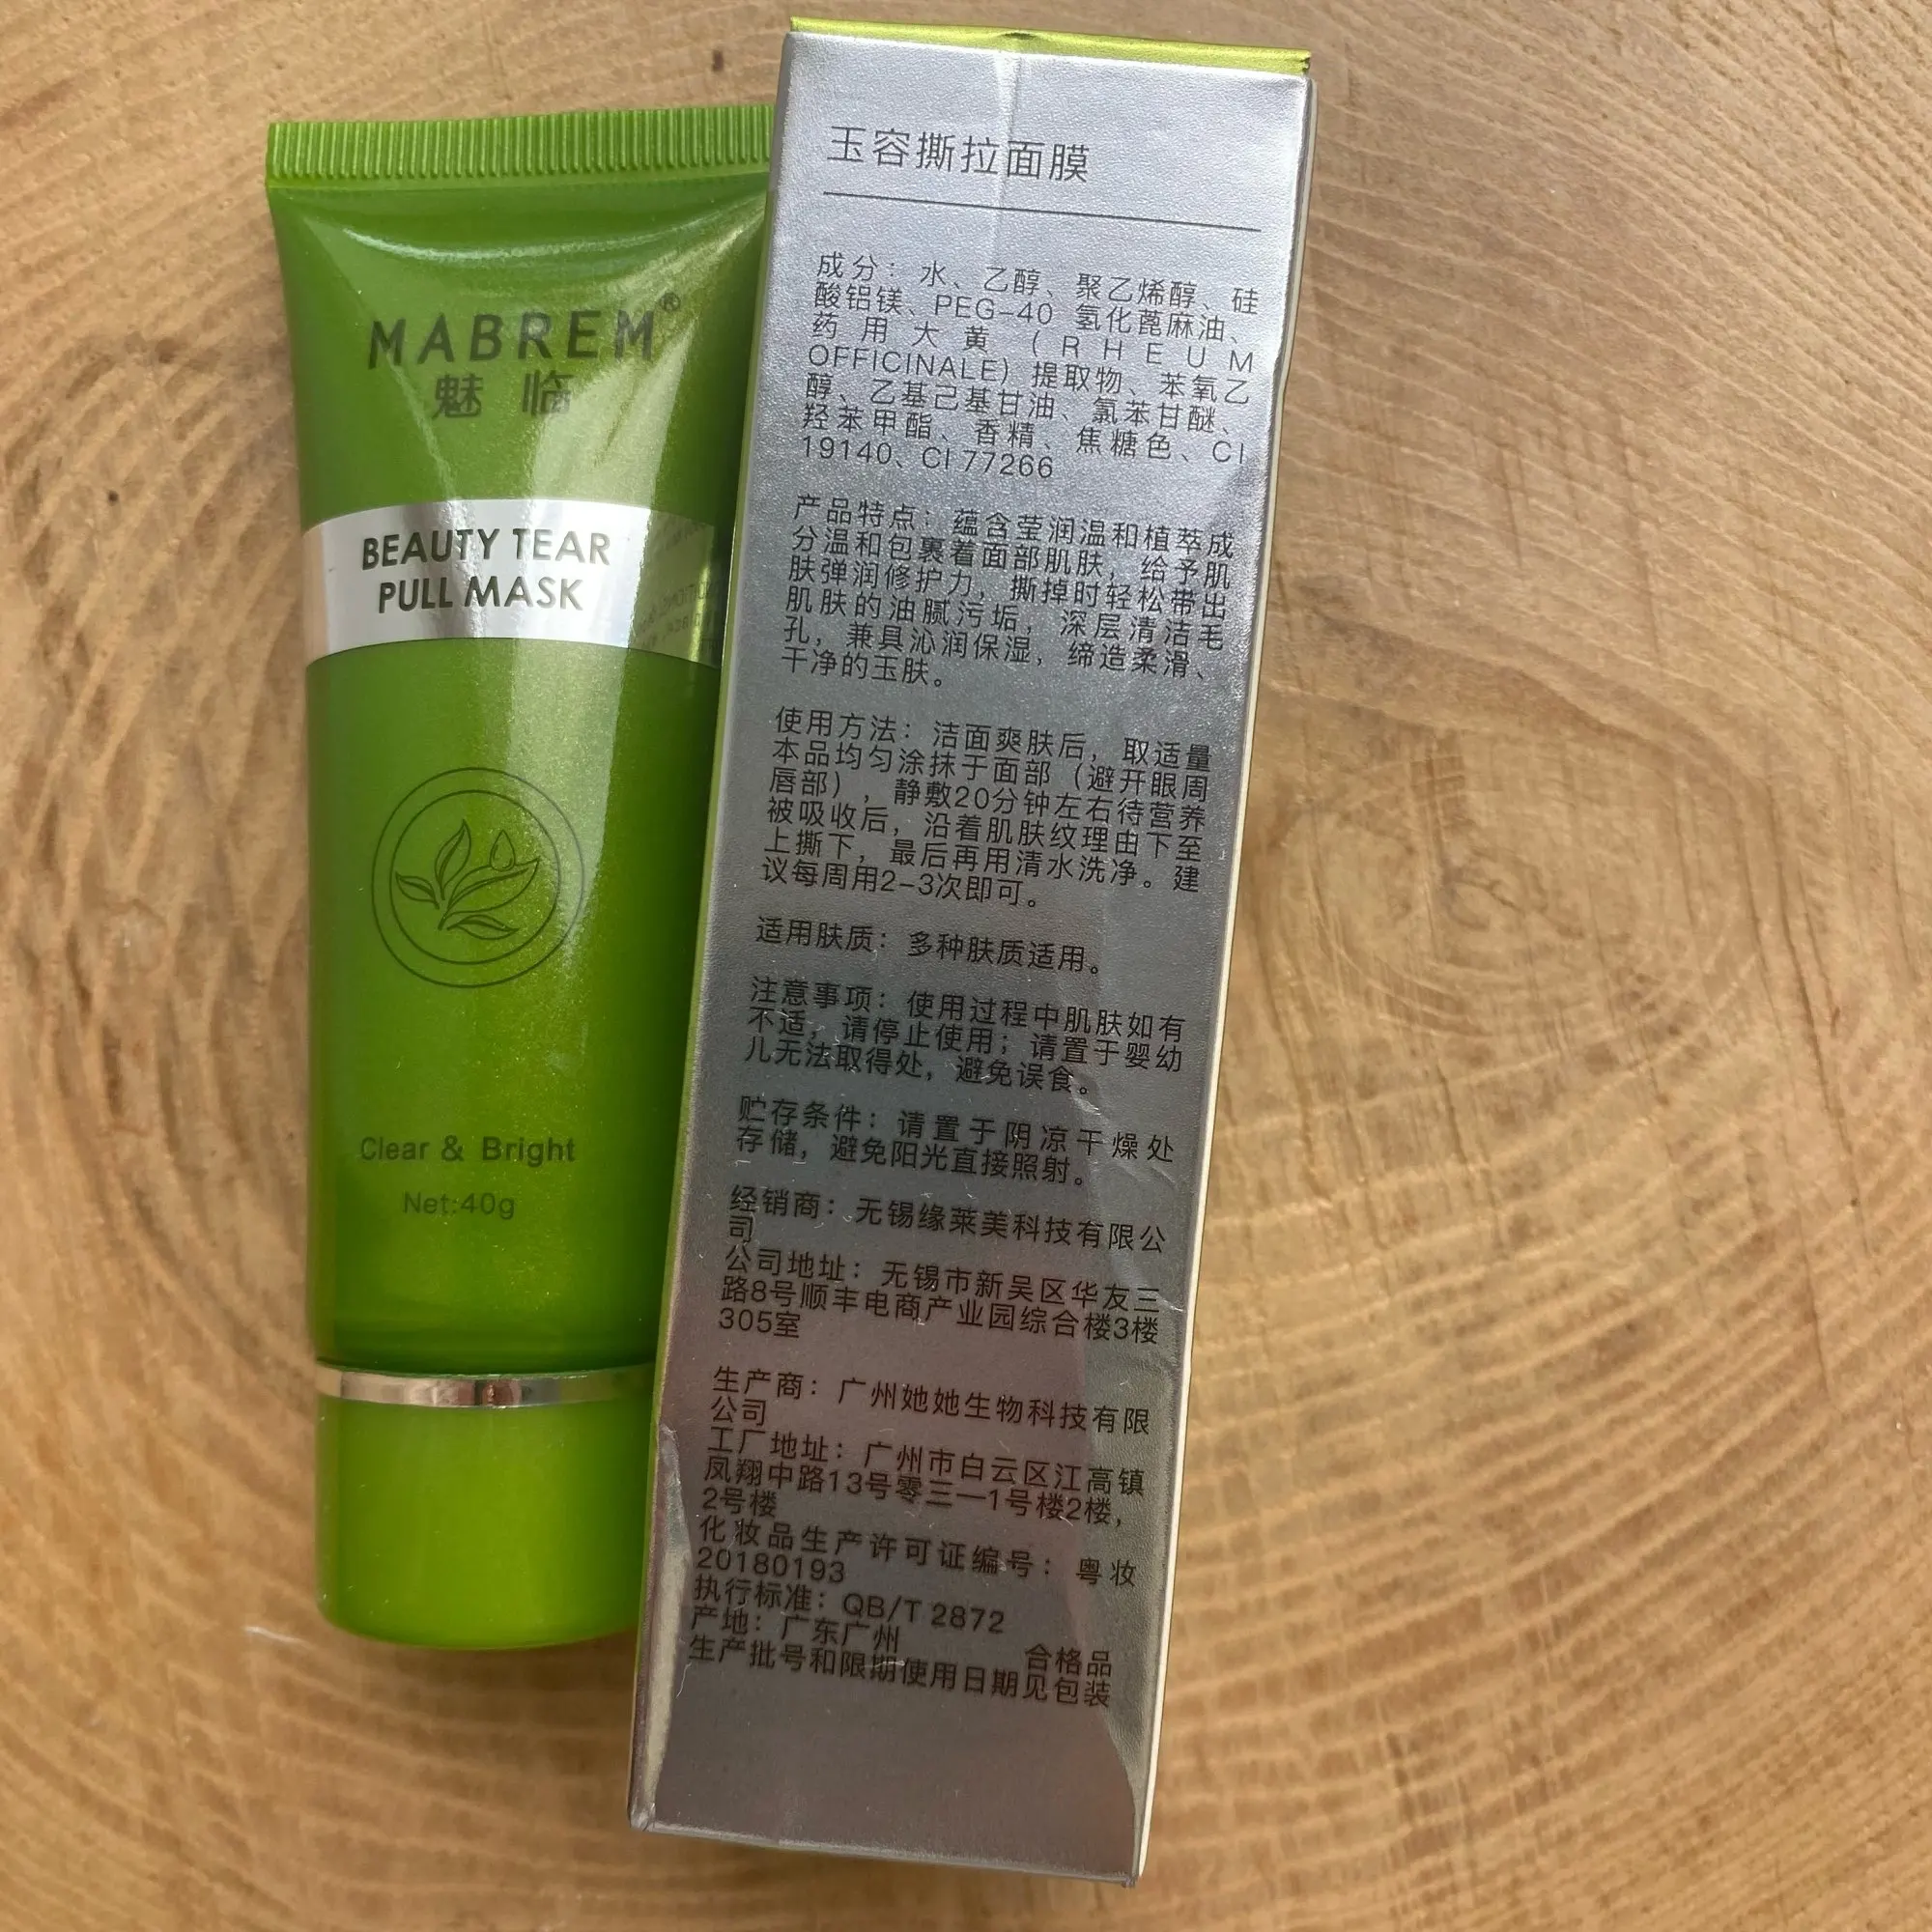 MABREM®
魅临
BEAUTY TEAR
PULL MASK
Clear & Bright
Net:40g
玉容撕拉面膜
成分：水、乙醇、聚乙烯醇、硅
酸铝镁、PEG-40 氢化蓖麻油、
药用大黄（RHEUM
OFFICINALE）提取物、苯氧乙
醇、乙基己基甘油、氯苯甘醚、
羟苯甲酯、香精、焦糖色、CI
19140、CI 77266
产品特点：蕴含莹润温和植萃成
分温和包裹着面部肌肤，给予肌
肤弹润修护力，撕掉时轻松带出
肌肤的油腻污垢，深层清洁毛
孔，兼具沁润保湿，缔造柔滑、
干净的玉肤。
使用方法：洁面爽肤后，取适量
本品均匀涂抹于面部（避开眼周
唇部），静敷20分钟左右待营养
被吸收后，沿着肌肤纹理由下至
上撕下，最后再用清水洗净。建
议每周用2-3次即可。
适用肤质：多种肤质适用。
注意事项：使用过程中肌肤如有
不适，请停止使用；请置于婴幼
儿无法取得处，避免误食。
贮存条件：请置于阴凉干燥处
存储，避免阳光直接照射。
经销商：无锡缘莱美科技有限公
司
公司地址：无锡市新吴区华友三
路8号顺丰电商产业园综合楼3楼
305室
生产商：广州她她生物科技有限
公司
工厂地址：广州市白云区江高镇
凤翔中路13号零三一1号楼2楼，
2号楼
化妆品生产许可证编号：粤妆
20180193
执行标准：QB/T 2872
产地：广东广州 合格品
生产批号和限期使用日期见包装